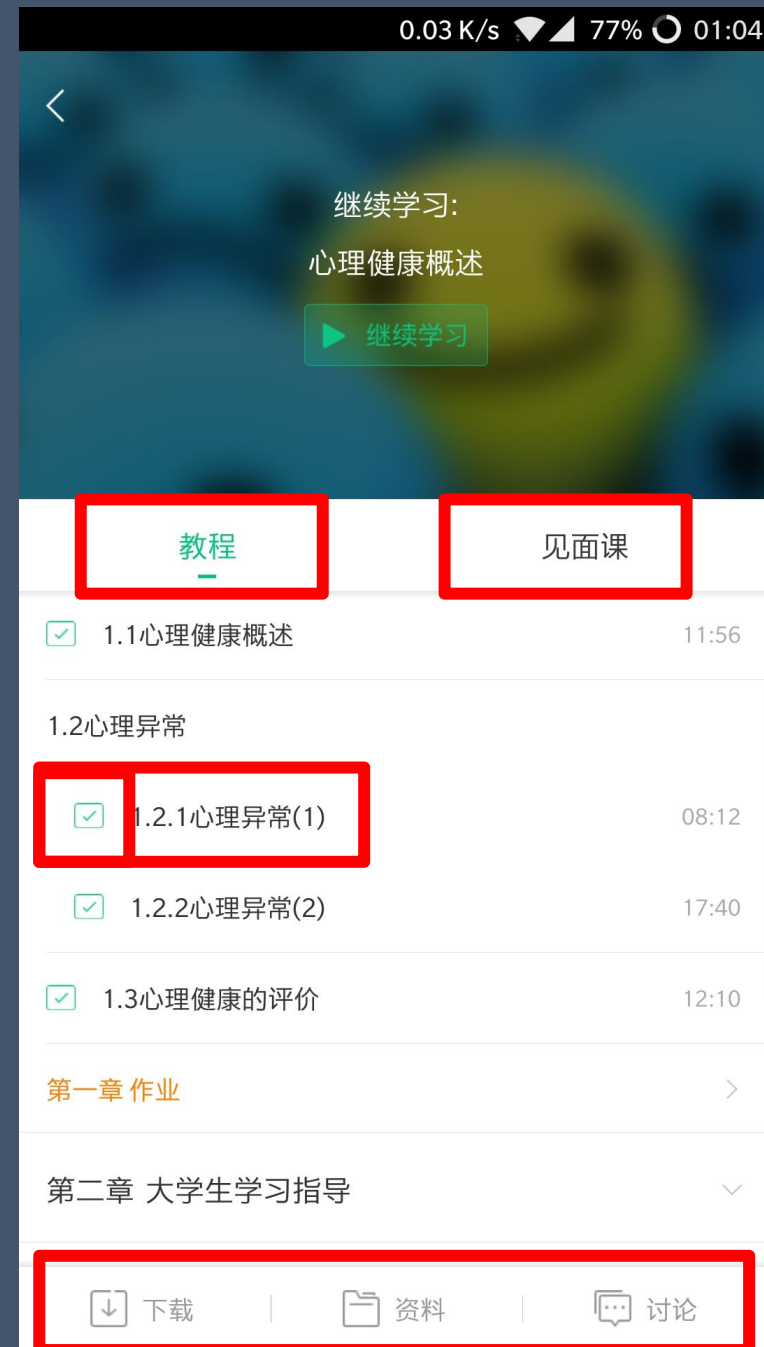 0.03 K/s 77% 01:04
继续学习:
心理健康概述
继续学习
教程 见面课
1.1心理健康概述 11:56
1.2心理异常
1.2.1心理异常(1) 08:12
1.2.2心理异常(2) 17:40
1.3心理健康的评价 12:10
第一章 作业
第二章 大学生学习指导
下载 资料 讨论